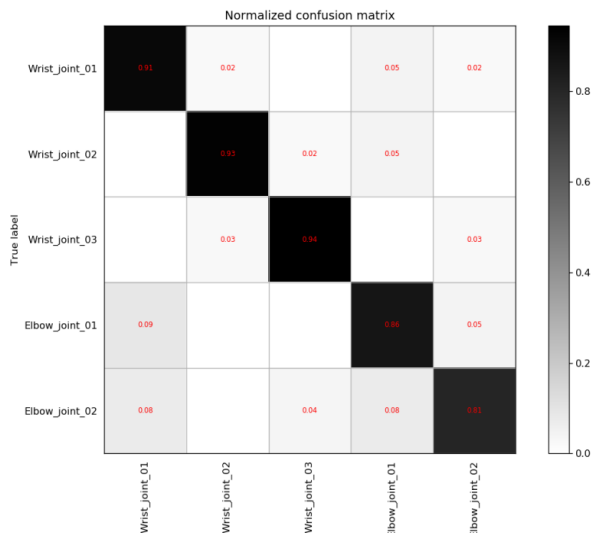 Normalized confusion matrix
Wrist_joint_01 0.91 0.02 0.05 0.02
Wrist_joint_02 0.93 0.02 0.05
Wrist_joint_03 0.03 0.94 0.03
Elbow_joint_01 0.09 0.86 0.05
Elbow_joint_02 0.08 0.04 0.08 0.81
True label
Wrist_joint_01
Wrist_joint_02
Wrist_joint_03
Elbow_joint_01
Elbow_joint_02
0.8
0.6
0.4
0.2
0.0